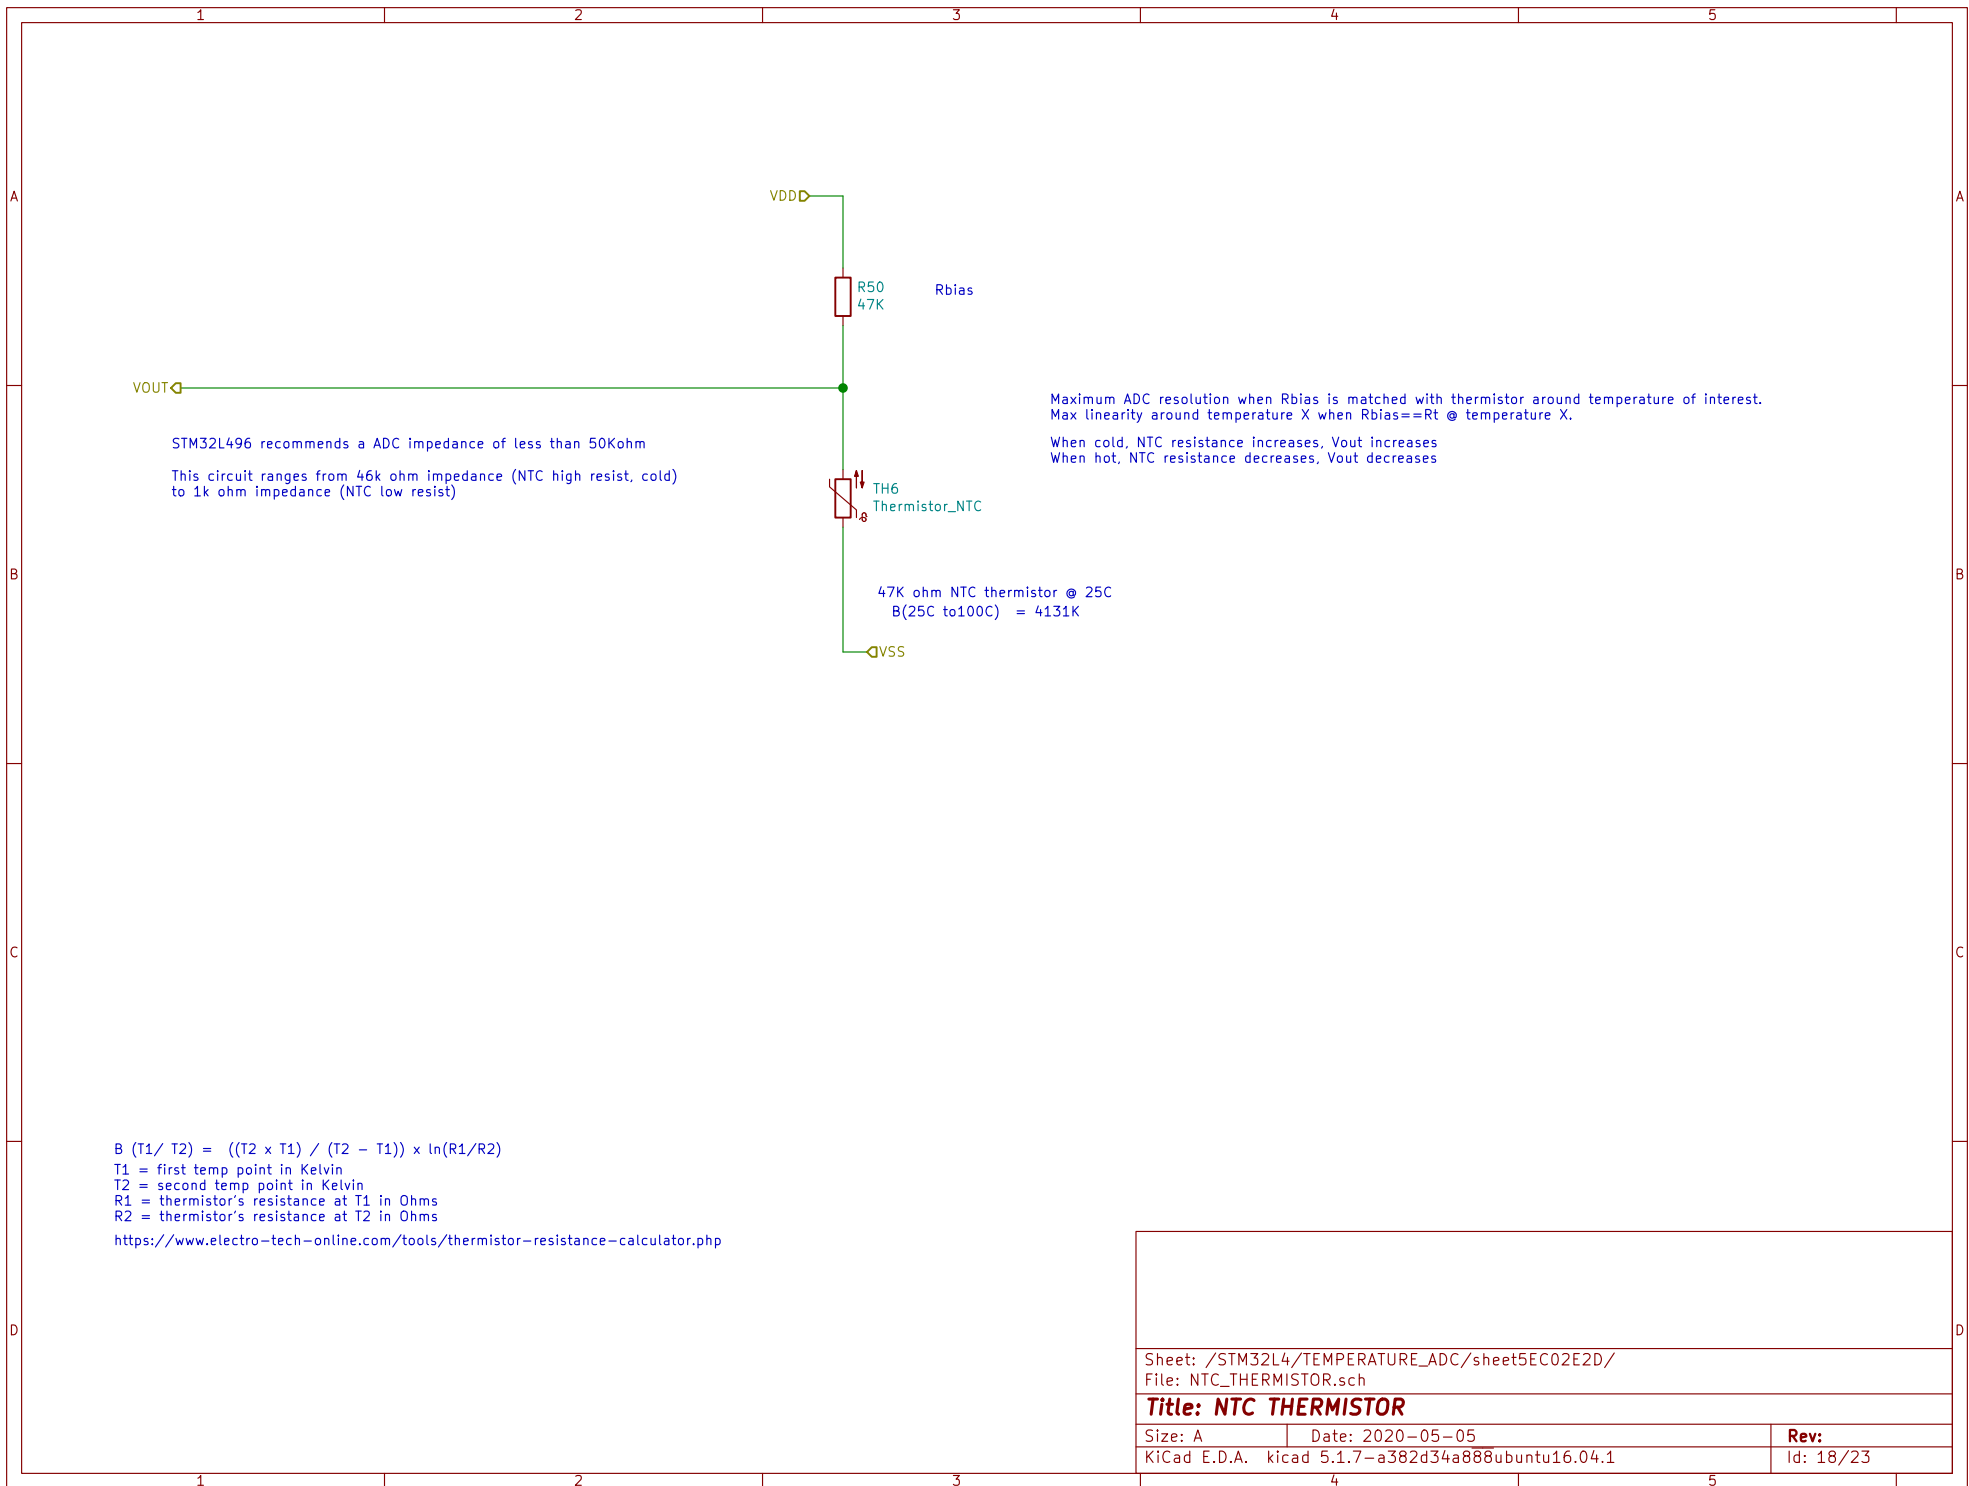 1 2 3 4 5
A A
VDD
R50
47K
Rbias
VOUT
Maximum ADC resolution when Rbias is matched with thermistor around temperature of interest.
Max linearity around temperature X when Rbias==Rt @ temperature X.
STM32L496 recommends a ADC impedance of less than 50Kohm
When cold, NTC resistance increases, Vout increases
When hot, NTC resistance decreases, Vout decreases
This circuit ranges from 46k ohm impedance (NTC high resist, cold)
to 1k ohm impedance (NTC low resist)
TH6
Thermistor_NTC
B B
47K ohm NTC thermistor @ 25C
B(25C to100C)  = 4131K
VSS
C C
B (T1/ T2) =  ((T2 x T1) / (T2 - T1)) x ln(R1/R2)
T1 = first temp point in Kelvin
T2 = second temp point in Kelvin
R1 = thermistor's resistance at T1 in Ohms
R2 = thermistor's resistance at T2 in Ohms
https://www.electro-tech-online.com/tools/thermistor-resistance-calculator.php
D D
Sheet: /STM32L4/TEMPERATURE_ADC/sheet5EC02E2D/
File: NTC_THERMISTOR.sch
Title: NTC THERMISTOR
Size: A Date: 2020-05-05 Rev:
KiCad E.D.A.  kicad 5.1.7-a382d34a888ubuntu16.04.1 Id: 18/23
1 2 3 4 5